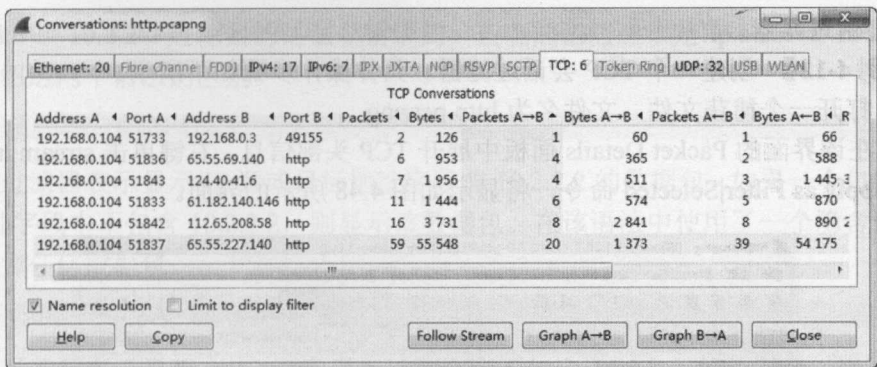 Conversations: http.pcapng
Ethernet: 20 Fibre Channe FDDI IPv4: 17 IPv6: 7 IPX JXTA NCP RSVP SCTP TCP: 6 Token Ring UDP: 32 USB WLAN
TCP Conversations
Address A Port A Address B Port B Packets Bytes Packets A→B Bytes A→B Packets A←B Bytes A←B R
192.168.0.104 51733 192.168.0.3 49155 2 126 1 60 1 66
192.168.0.104 51836 65.55.69.140 http 6 953 4 365 2 588
192.168.0.104 51843 124.40.41.40 http 7 1 956 4 511 3 1 445 3
192.168.0.104 51833 61.182.140.146 http 11 1 444 6 574 5 870
192.168.0.104 51842 112.65.208.58 http 16 3 731 8 2 841 8 890 2
192.168.0.104 51837 65.55.227.140 http 59 55 548 20 1 373 39 54 175
Name resolution Limit to display filter
Help Copy Follow Stream Graph A→B Graph B→A Close